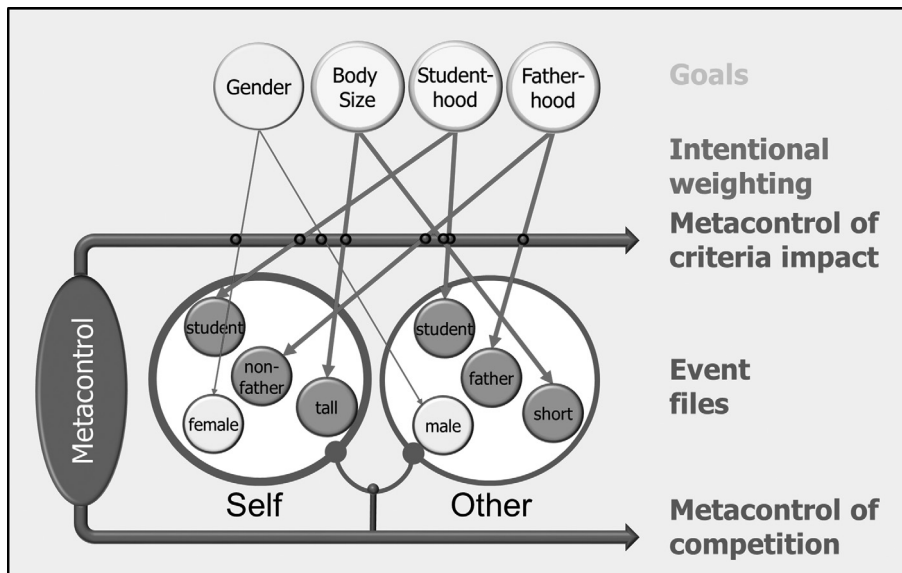 Gender
Body
Size
Student-
hood
Father-
hood
Goals
Intentional
weighting
Metacontrol of
criteria impact
Metacontrol
student
non-
father
tall
female
student
father
short
male
Event
files
Self
Other
Metacontrol of
competition